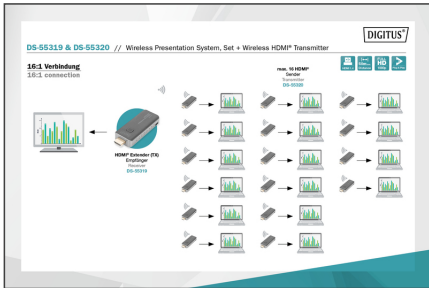 DIGITUS®
DS-55319 & DS-55320 // Wireless Presentation System, Set + Wireless HDMI® Transmitter
16:1 Verbindung
16:1 connection
max. 16 HDMI®
Sender
Transmitter
DS-55320
HD
HDMI® Extender (TX)
Empfänger
Receiver
DS-55319